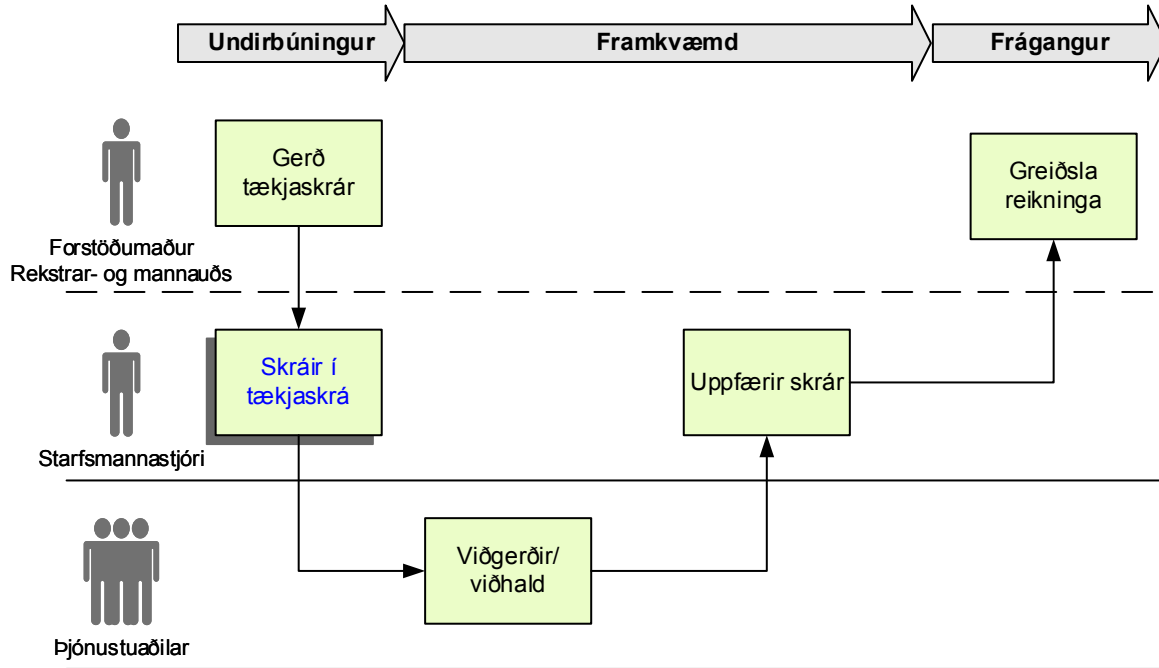 Undirbúningur
Framkvæmd
Frágangur
Gerð
tækjaskrár
Greiðsla
reikninga
Forstöðumaður
Rekstrar- og mannauðs
Skráir í
tækjaskrá
Uppfærir skrár
Starfsmannastjóri
Viðgerðir/
viðhald
Þjónustuaðilar